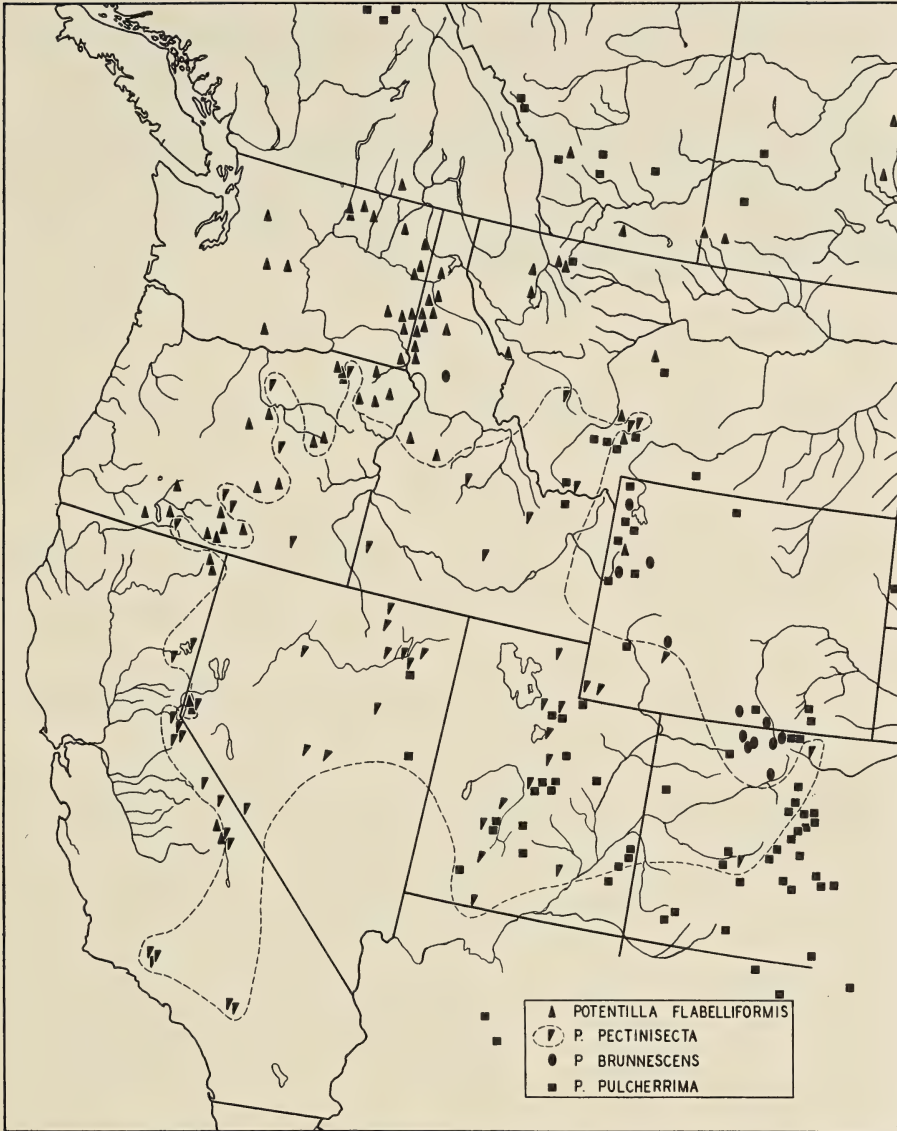 POTENTILLA FLABELLIFORMIS
P. PECTINISECTA
P BRUNNESCENS
P. PULCHERRIMA